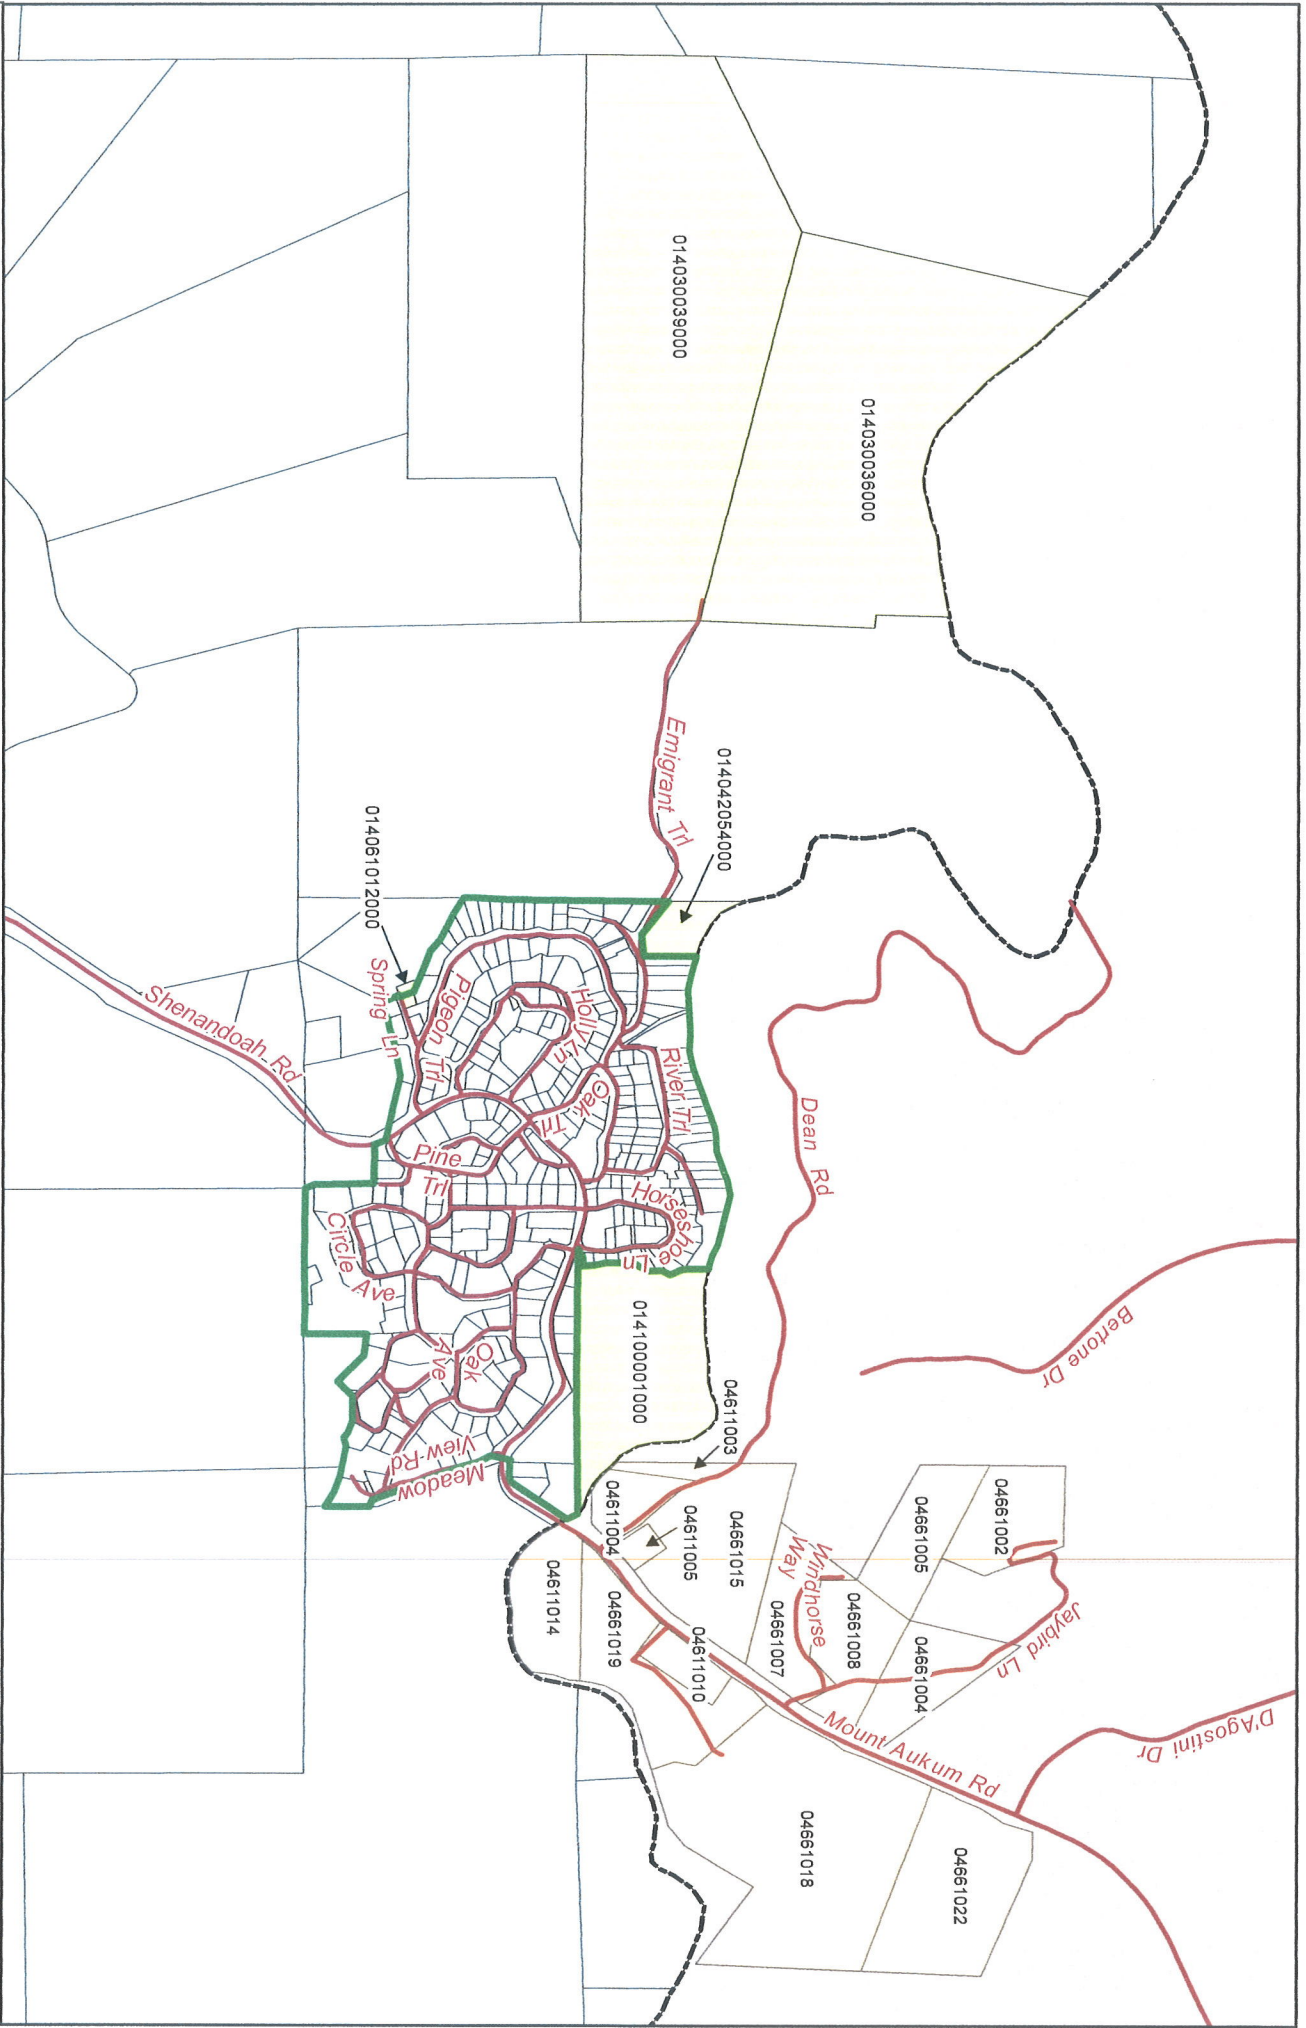 014030039000
014030036000
Emigrant Trl
014042054000
014061012000
Spring Ln
Shenandoah Rd
Pigeon Trl
Holly Ln
Oak Trl
River Trl
Pine Trl
Horseshoe Ln
Circle Ave
Oak Ave
Meadow View Rd
014100001000
Dean Rd
Bertone Dr
04611003
04611004
04611005
04661015
04611014
04661019
04611010
04661007
Windhorse Way
04661008
04661005
04661002
04661004
Jaybird Ln
Mount Aukum Rd
D'Agostini Dr
04661018
04661022